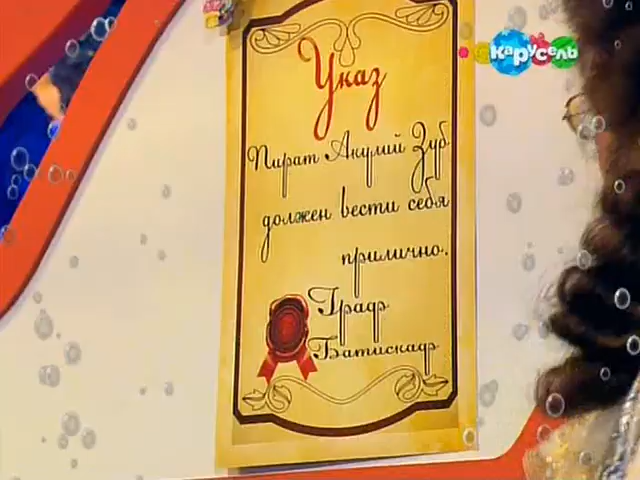 Карусель
Указ
Пират Акулий Зуб
должен вести себя
прилично.
Граф
Батискаф